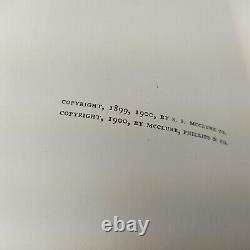 COPYRIGHT, 1899, 1900, BY S. S. MCCLURE CO.
COPYRIGHT, 1900, BY MCCLURE, PHILLIPS & CO.